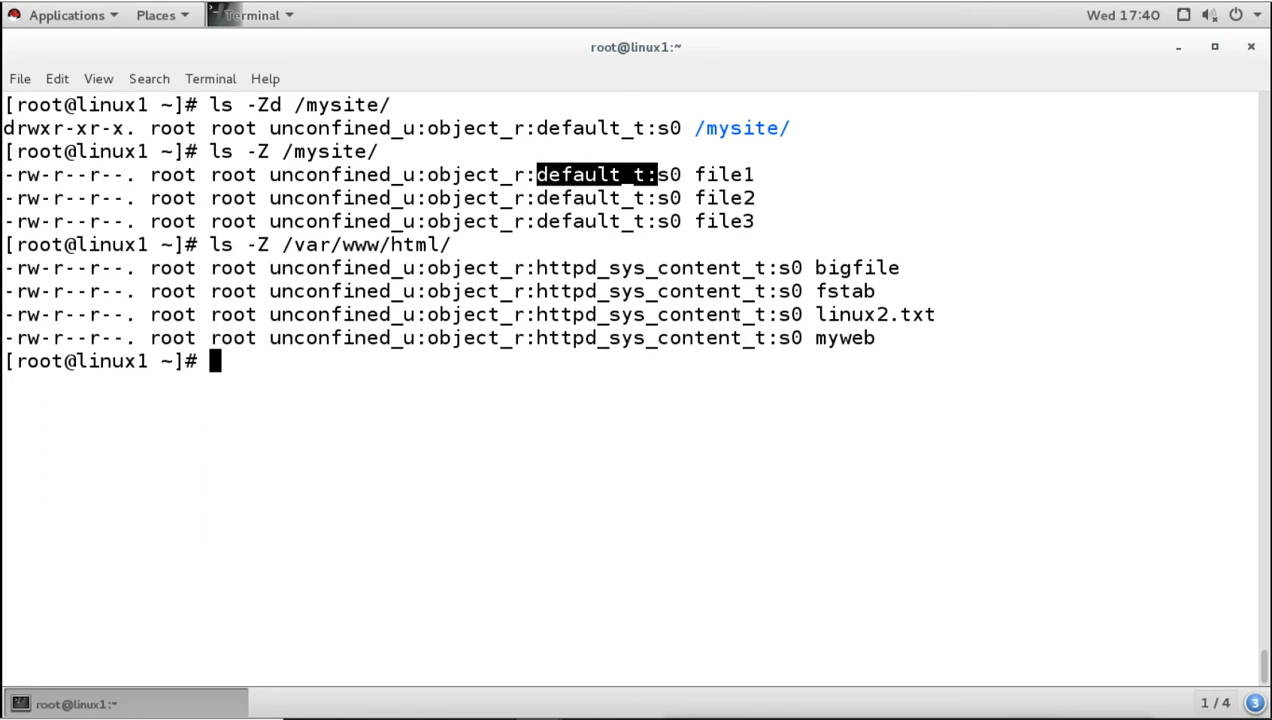 Applications Places Terminal Wed 17:40
root@linux1:~
File Edit View Search Terminal Help
[root@linux1 ~]# ls -Zd /mysite/
drwxr-xr-x. root root unconfined_u:object_r:default_t:s0 /mysite/
[root@linux1 ~]# ls -Z /mysite/
-rw-r--r--. root root unconfined_u:object_r:default_t:s0 file1
-rw-r--r--. root root unconfined_u:object_r:default_t:s0 file2
-rw-r--r--. root root unconfined_u:object_r:default_t:s0 file3
[root@linux1 ~]# ls -Z /var/www/html/
-rw-r--r--. root root unconfined_u:object_r:httpd_sys_content_t:s0 bigfile
-rw-r--r--. root root unconfined_u:object_r:httpd_sys_content_t:s0 fstab
-rw-r--r--. root root unconfined_u:object_r:httpd_sys_content_t:s0 linux2.txt
-rw-r--r--. root root unconfined_u:object_r:httpd_sys_content_t:s0 myweb
[root@linux1 ~]#
root@linux1:~ 1 / 4 3